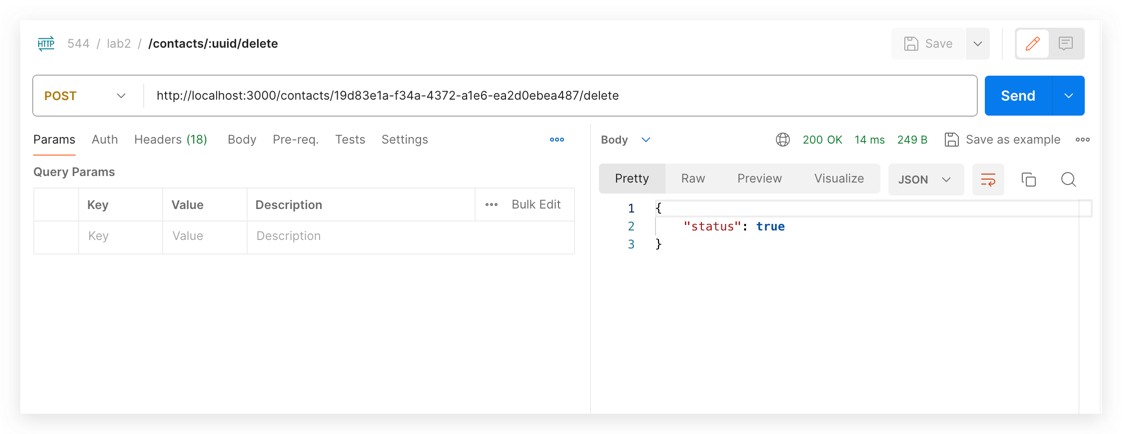 HTTP 544 / lab2 / /contacts/:uuid/delete Save
POST http://localhost:3000/contacts/19d83e1a-f34a-4372-a1e6-ea2d0ebea487/delete Send
Params Auth Headers (18) Body Pre-req. Tests Settings
Query Params
Key Value Description Bulk Edit
Key Value Description
Body 200 OK 14 ms 249 B Save as example
Pretty Raw Preview Visualize JSON
1 {
2 "status": true
3 }